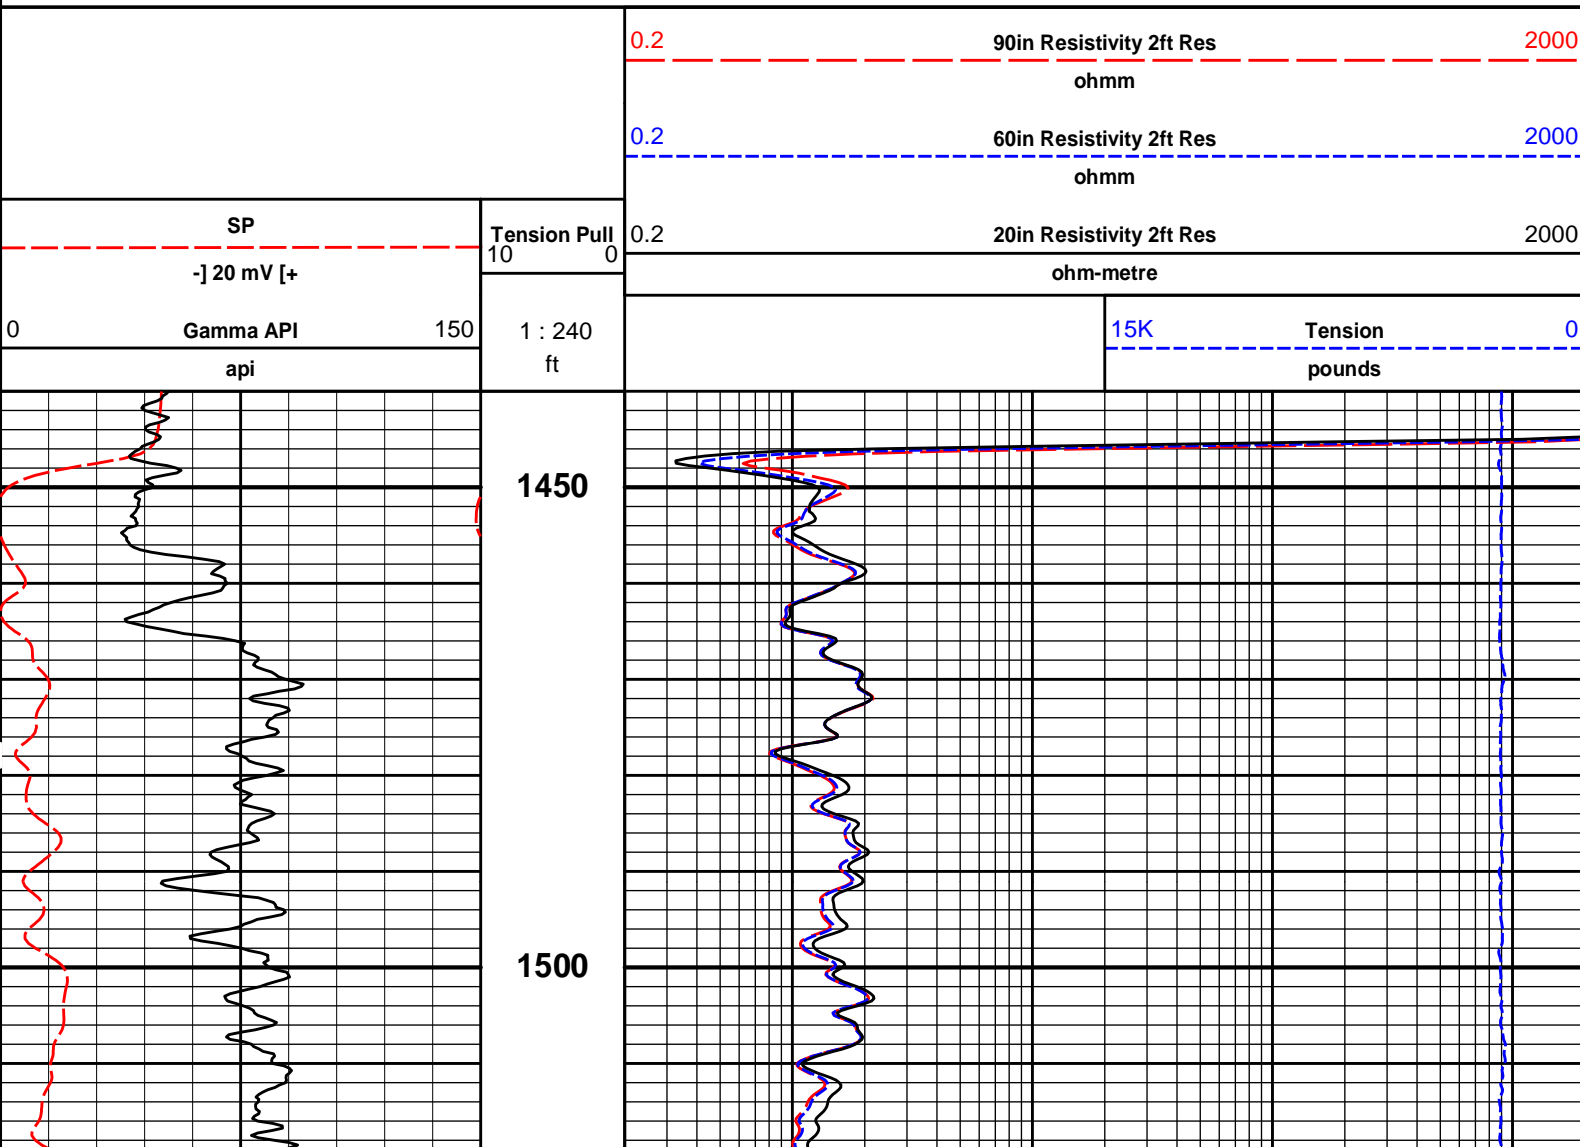 0.2 90in Resistivity 2ft Res 2000
ohmm
0.2 60in Resistivity 2ft Res 2000
ohmm
SP
-] 20 mV [+
Tension Pull
10 0
0.2 20in Resistivity 2ft Res 2000
ohm-metre
0 Gamma API 150
api
1 : 240
ft
15K Tension 0
pounds
1450
1500